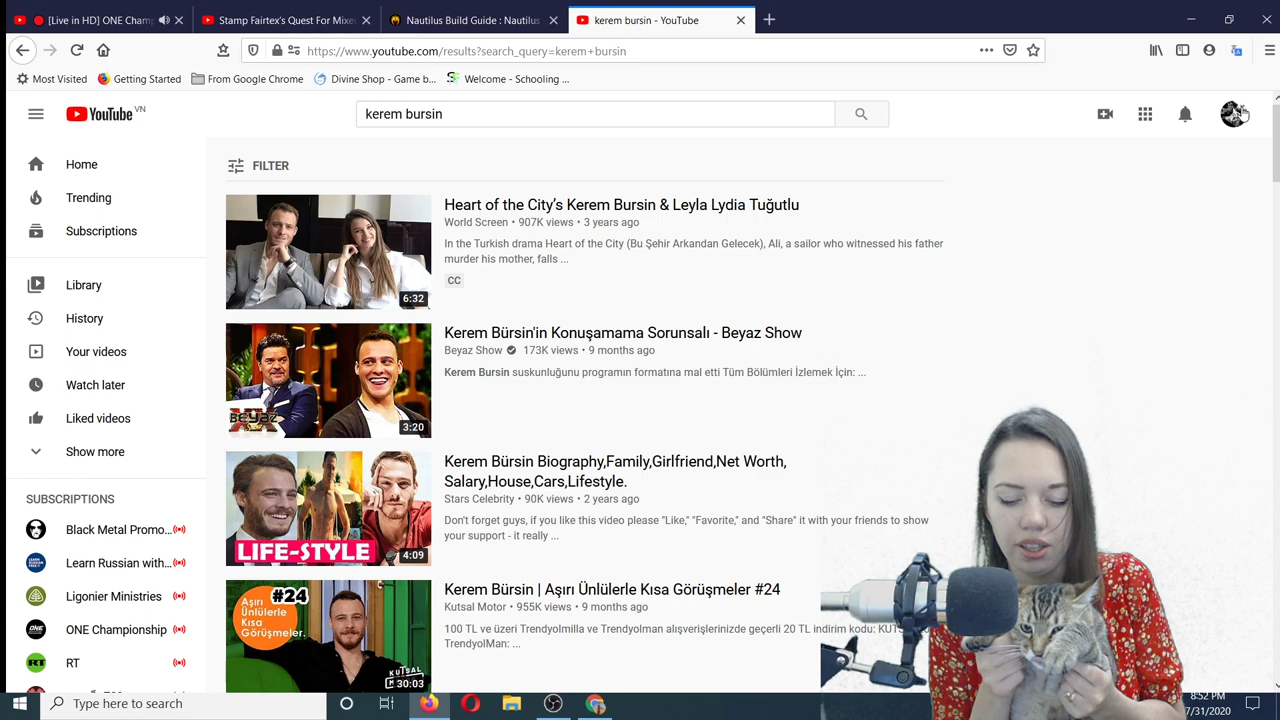 [Live in HD] ONE Cham
Stamp Fairtex's Quest For Mixe
Nautilus Build Guide : Nautilus
kerem bursin - YouTube
https://www.youtube.com/results?search_query=kerem+bursin
Most Visited
Getting Started
From Google Chrome
Divine Shop - Game b...
Welcome - Schooling ...
YouTube VN
kerem bursin
Home
Trending
Subscriptions
Library
History
Your videos
Watch later
Liked videos
Show more
SUBSCRIPTIONS
Black Metal Promo...
Learn Russian with...
Ligonier Ministries
ONE Championship
RT
FILTER
6:32
Heart of the City's Kerem Bursin & Leyla Lydia Tuğutlu
World Screen • 907K views • 3 years ago
In the Turkish drama Heart of the City (Bu Şehir Arkandan Gelecek), Ali, a sailor who witnessed his father
murder his mother, falls ...
CC
BEYAZ
3:20
Kerem Bürsin'in Konuşamama Sorunsalı - Beyaz Show
Beyaz Show 173K views • 9 months ago
Kerem Bursin suskunluğunu programın formatına mal etti Tüm Bölümleri İzlemek İçin: ...
LIFE-STYLE
4:09
Kerem Bürsin Biography,Family,Girlfriend,Net Worth,
Salary,House,Cars,Lifestyle.
Stars Celebrity • 90K views • 2 years ago
Don't forget guys, if you like this video please "Like," "Favorite," and "Share" it with your friends to show
your support - it really ...
#24
Aşırı
Ünlülerle
Kısa
Görüşmeler.
KUTSAL
30:03
Kerem Bürsin | Aşırı Ünlülerle Kısa Görüşmeler #24
Kutsal Motor • 955K views • 9 months ago
100 TL ve üzeri Trendyolmilla ve Trendyolman alışverişlerinizde geçerli 20 TL indirim kodu: KUTS
TrendyolMan: ...
Type here to search
8:52 PM
7/31/2020